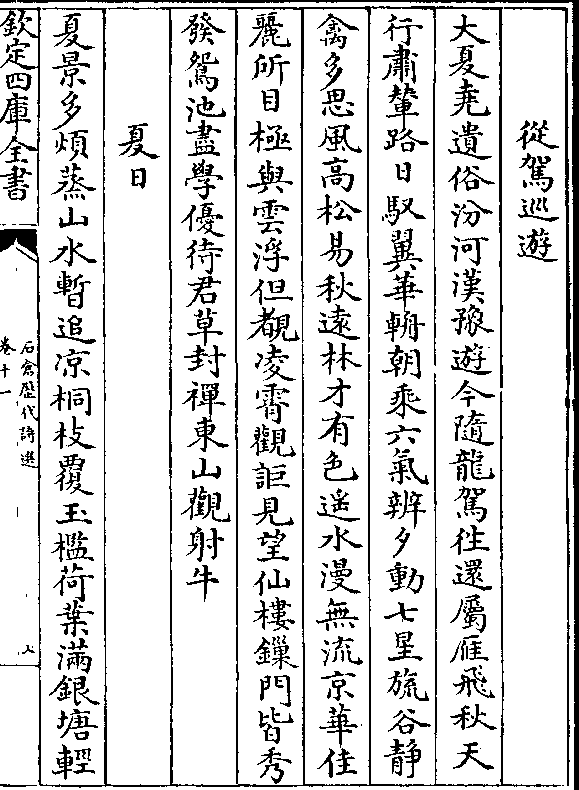 從駕巡遊
大夏堯遺俗汾河漢豫遊今隨龍駕往還屬雁飛秋天
行肅輦路日馭翼華輈朝乘六氣辨夕動七星旒谷靜
禽多思風高松易秋遠林才有色遙水漫無流京華佳
麗所目極與雲浮但覩凌霄觀詎見望仙樓鏁門皆秀
發鴛池盡學優待君草封禪東山觀射牛
夏日
夏景多煩蒸山水暫追凉桐枝覆玉檻荷葉滿銀塘輕
欽定四庫全書
石倉歷代詩選
卷十一